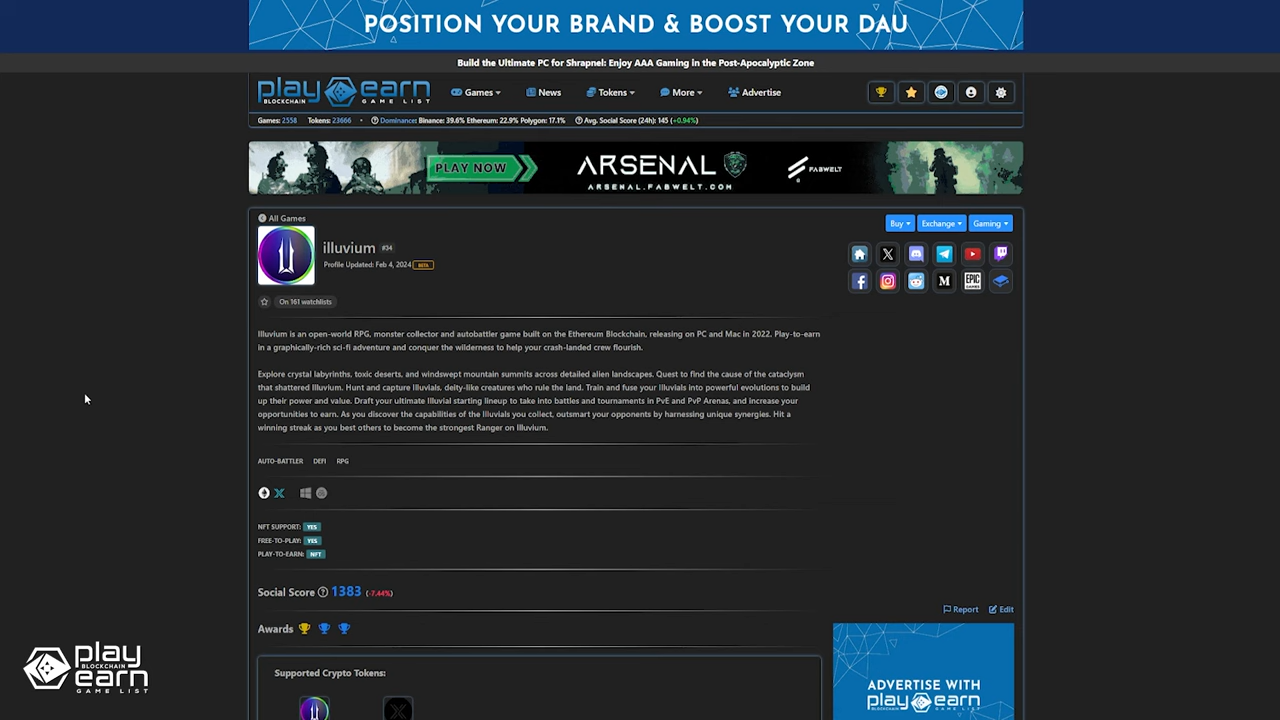 POSITION YOUR BRAND & BOOST YOUR DAU
Build the Ultimate PC for Shrapnel: Enjoy AAA Gaming in the Post-Apocalyptic Zone
play earn
BLOCKCHAIN GAME LIST
Games News Tokens More Advertise
Games: 2558 Tokens: 23666 - Dominance: Binance: 39.6% Ethereum: 22.9% Polygon: 17.1% Avg. Social Score (24h): 145 (+0.94%)
PLAY NOW ARSENAL FABWELT
ARSENAL.FABWELT.COM
All Games
Buy Exchange Gaming
illuvium #34
Profile Updated: Feb 4, 2024 BETA
On 161 watchlists
EPIC GAMES
Illuvium is an open-world RPG, monster collector and autobattler game built on the Ethereum Blockchain, releasing on PC and Mac in 2022. Play-to-earn
in a graphically-rich sci-fi adventure and conquer the wilderness to help your crash-landed crew flourish.
Explore crystal labyrinths, toxic deserts, and windswept mountain summits across detailed alien landscapes. Quest to find the cause of the cataclysm
that shattered Illuvium. Hunt and capture Illuvials, deity-like creatures who rule the land. Train and fuse your Illuvials into powerful evolutions to build
up their power and value. Draft your ultimate Illuvial starting lineup to take into battles and tournaments in PvE and PvP Arenas, and increase your
opportunities to earn. As you discover the capabilities of the Illuvials you collect, outsmart your opponents by harnessing unique synergies. Hit a
winning streak as you best others to become the strongest Ranger on Illuvium.
AUTO-BATTLER DEFI RPG
NFT SUPPORT: YES
FREE-TO-PLAY: YES
PLAY-TO-EARN: NFT
Social Score 1383 (-7.44%)
Report Edit
Awards
Supported Crypto Tokens:
ADVERTISE WITH
play earn
BLOCKCHAIN GAME LIST
play
BLOCKCHAIN
earn
GAME LIST